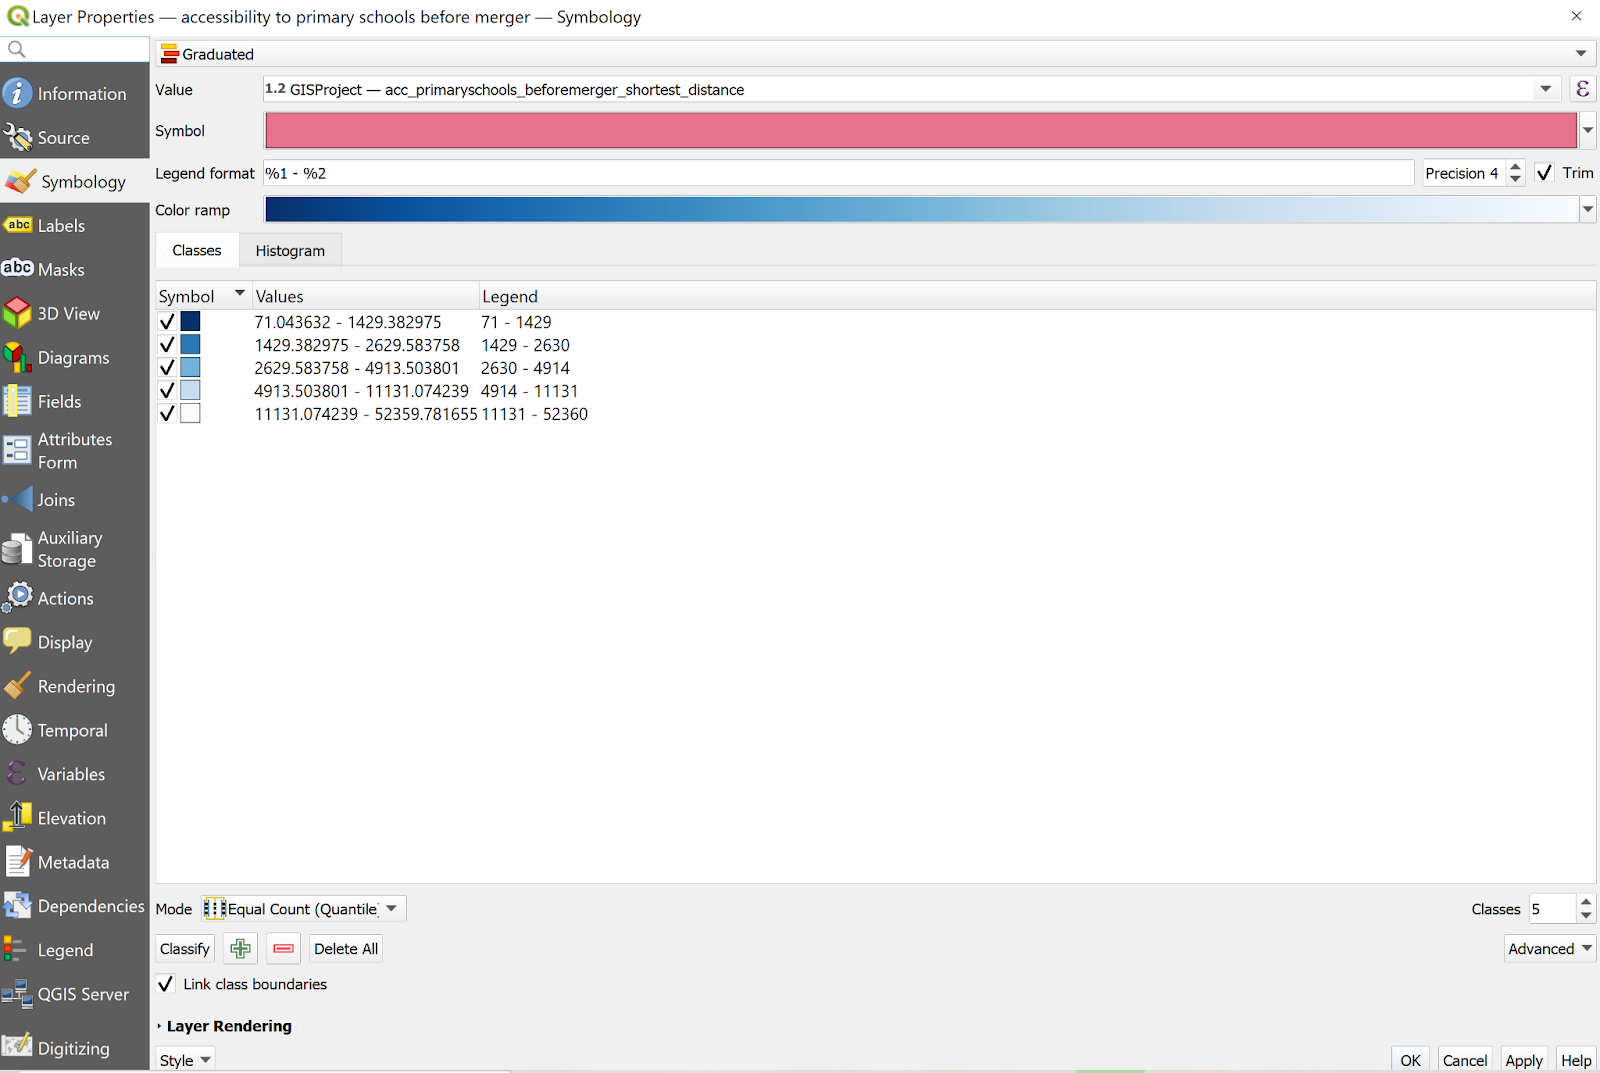 Layer Properties — accessibility to primary schools before merger — Symbology
Information
Source
Symbology
abc Labels
abc Masks
3D View
Diagrams
Fields
Attributes
Form
Joins
Auxiliary
Storage
Actions
Display
Rendering
Temporal
Variables
Elevation
Metadata
Dependencies
Legend
QGIS Server
Digitizing
Graduated
Value 1.2 GISProject — acc_primaryschools_beforemerger_shortest_distance ε
Symbol
Legend format %1 - %2 Precision 4 Trim
Color ramp
Classes Histogram
Symbol Values Legend
71.043632 - 1429.382975 71 - 1429
1429.382975 - 2629.583758 1429 - 2630
2629.583758 - 4913.503801 2630 - 4914
4913.503801 - 11131.074239 4914 - 11131
11131.074239 - 52359.781655 11131 - 52360
Mode Equal Count (Quantile) Classes 5
Classify Delete All Advanced
Link class boundaries
Layer Rendering
Style OK Cancel Apply Help